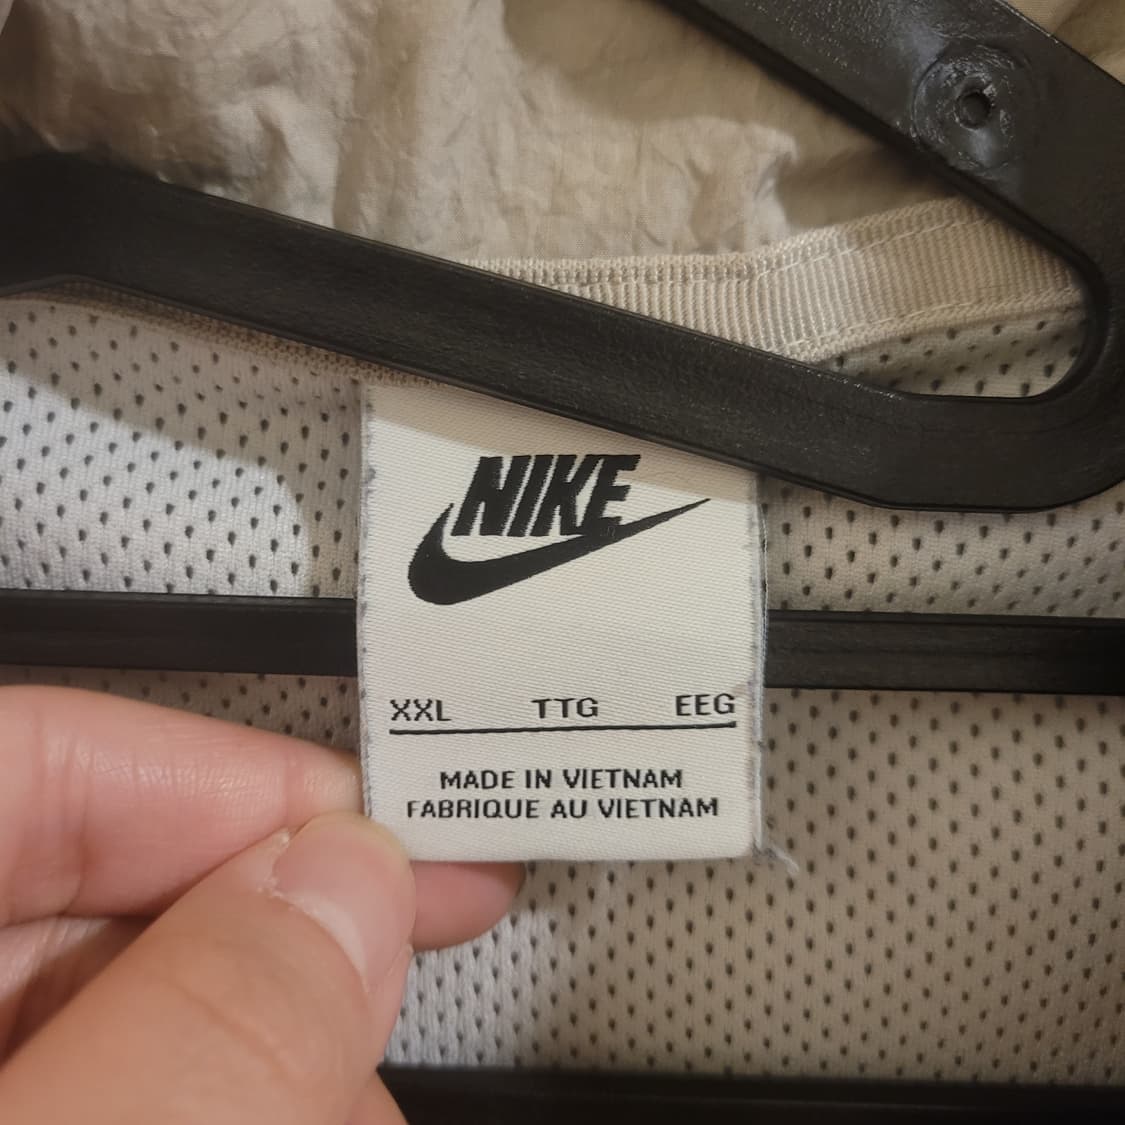 NIKE
XXL TTG EEG
MADE IN VIETNAM
FABRIQUE AU VIETNAM